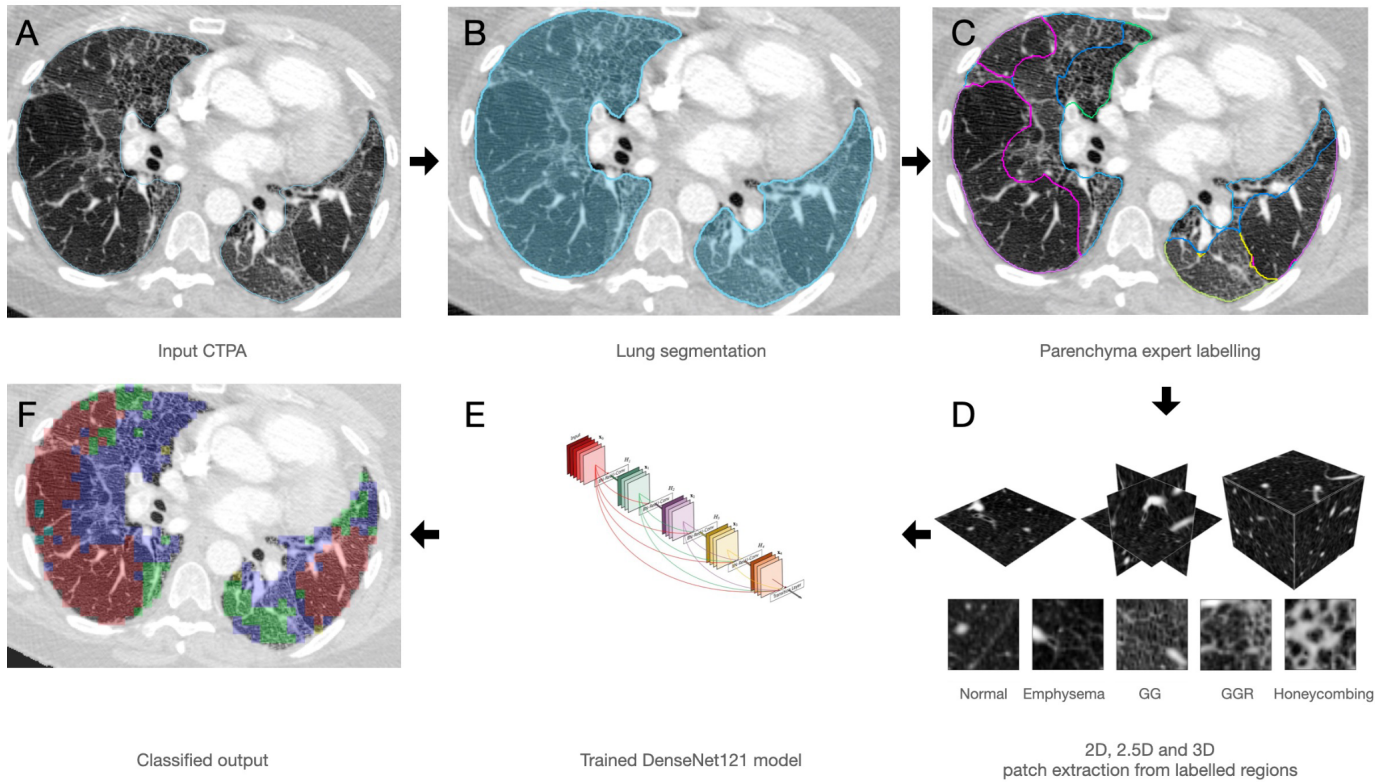 A
B
C
Input CTPA
Lung segmentation
Parenchyma expert labelling
F
E
D
Input
Normal
Emphysema
GG
GGR
Honeycombing
Classified output
Trained DenseNet121 model
2D, 2.5D and 3D
patch extraction from labelled regions